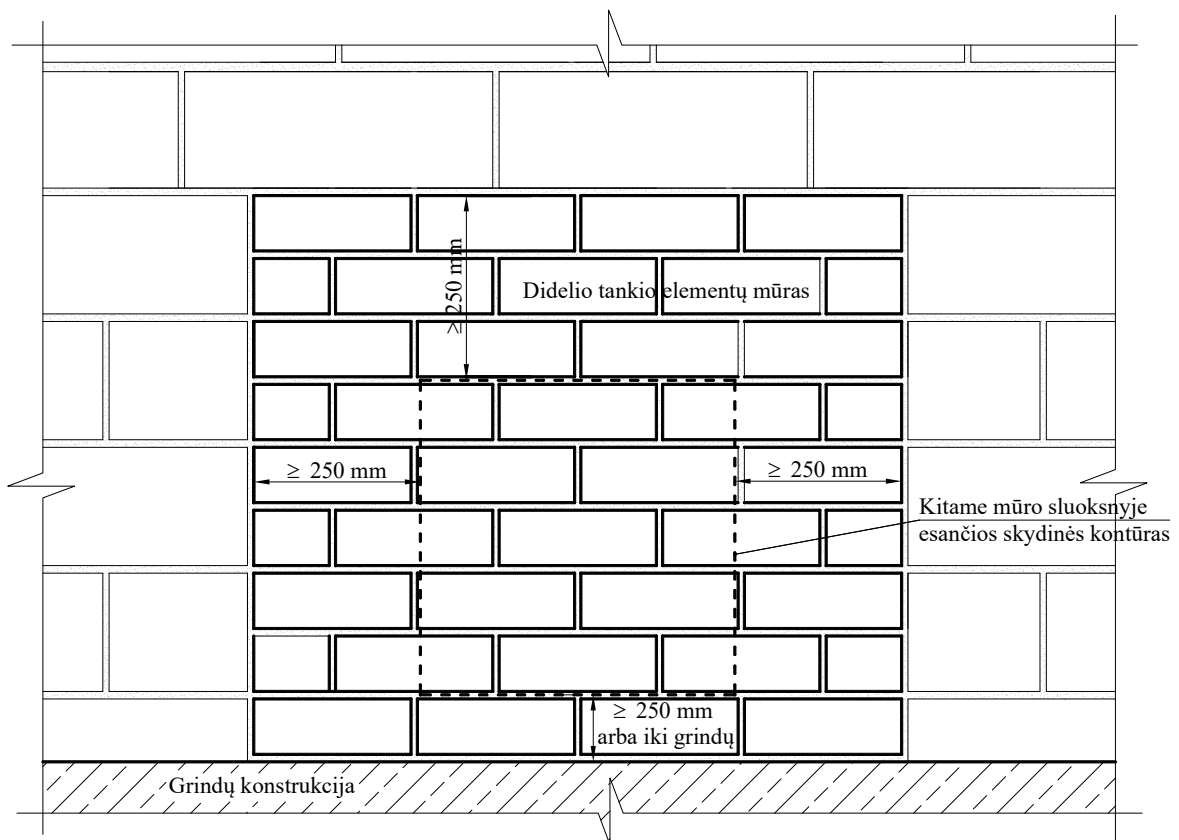 ≥ 250 mm
Didelio tankio elementų mūras
≥ 250 mm
≥ 250 mm
Kitame mūro sluoksnyje
esančios skydinės kontūras
≥ 250 mm
arba iki grindų
Grindų konstrukcija